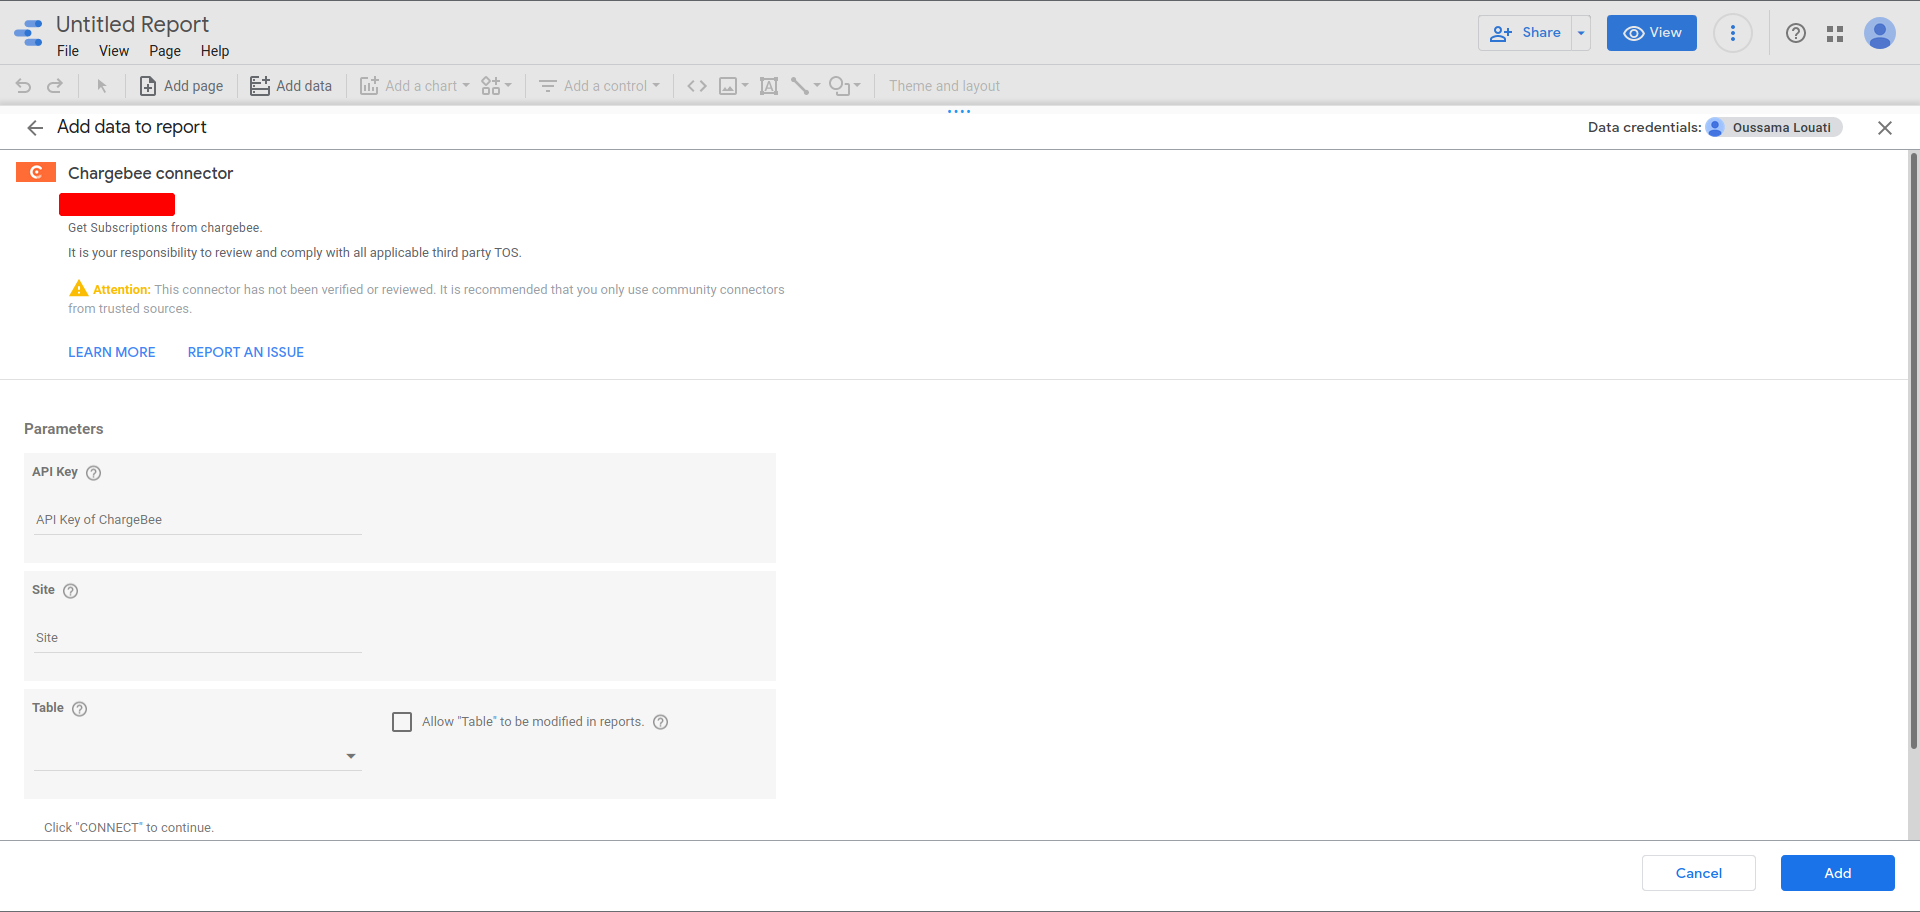 Untitled Report
File View Page Help
Share View
Add page Add data Add a chart Add a control Theme and layout
Add data to report
Data credentials: Oussama Louati
Chargebee connector
Get Subscriptions from chargebee.
It is your responsibility to review and comply with all applicable third party TOS.
Attention: This connector has not been verified or reviewed. It is recommended that you only use community connectors
from trusted sources.
LEARN MORE REPORT AN ISSUE
Parameters
API Key
API Key of ChargeBee
Site
Site
Table
Allow "Table" to be modified in reports.
Click "CONNECT" to continue.
Cancel Add